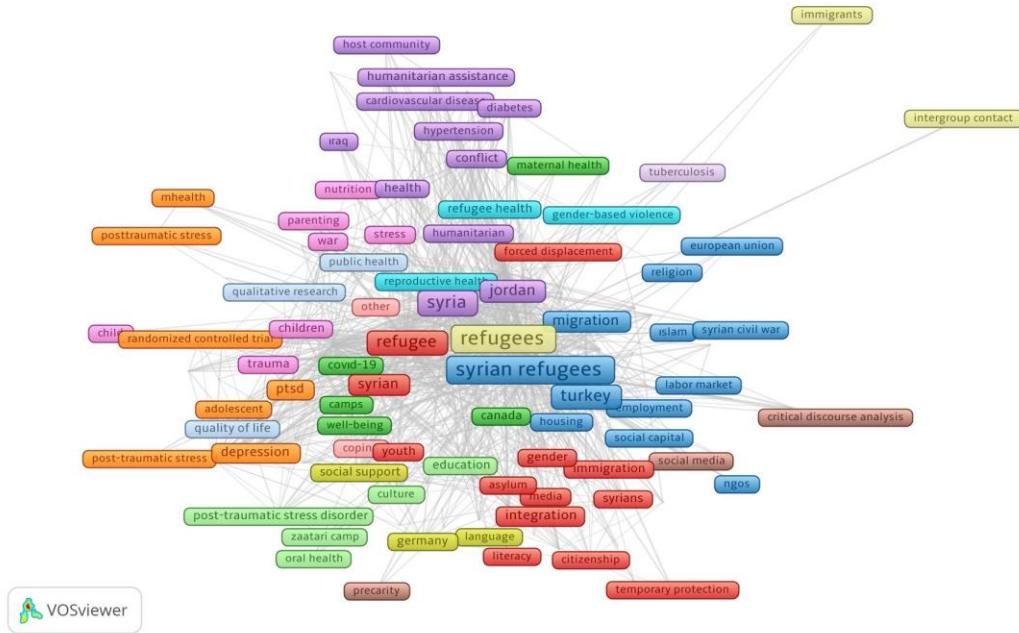 immigrants
host community
humanitarian assistance
cardiovascular disease
diabetes
intergroup contact
hypertension
ıraq
conflict
maternal health
tuberculosis
nutrition
health
mhealth
refugee health
gender-based violence
parenting
posttraumatic stress
war
stress
humanitarian
european union
forced displacement
public health
religion
reproductive health
qualitative research
syria
jordan
other
migration
child
randomized controlled trial
children
refugee
refugees
ıslam
syrian civil war
trauma
covıd-19
syrian refugees
ptsd
syrian
labor market
turkey
adolescent
camps
employment
canada
housing
critical discourse analysis
quality of life
well-being
social capital
post-traumatic stress
depression
coping
youth
gender
social media
social support
education
immigration
asylum
ngos
culture
media
syrians
post-traumatic stress disorder
integration
zaatari camp
germany
language
oral health
literacy
citizenship
precarity
temporary protection
VOSviewer